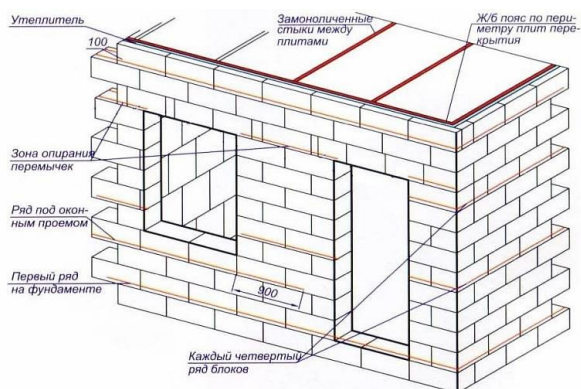 Утеплитель
100
Замоноличенные
стыки между
плитами
Ж/б пояс по пери-
метру плит пере-
крытия
Зона опирания
перемычек
Ряд под окон-
ным проемом
Первый ряд
на фундаменте
900
Каждый четвертый
ряд блоков